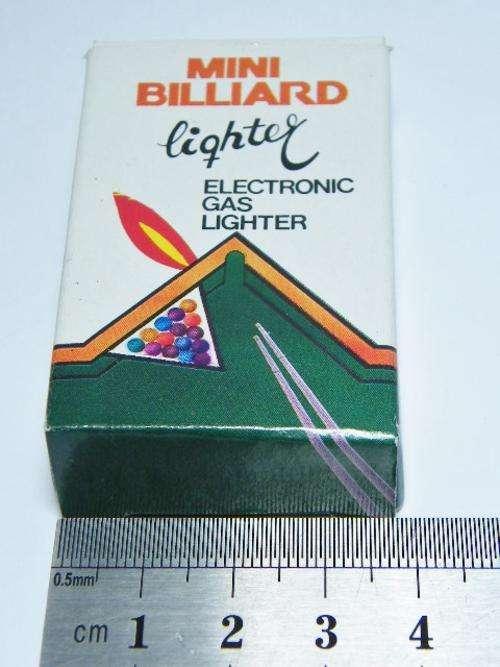 MINI
BILLIARD
lighter
ELECTRONIC
GAS
LIGHTER
0.5mm
cm 1 2 3 4